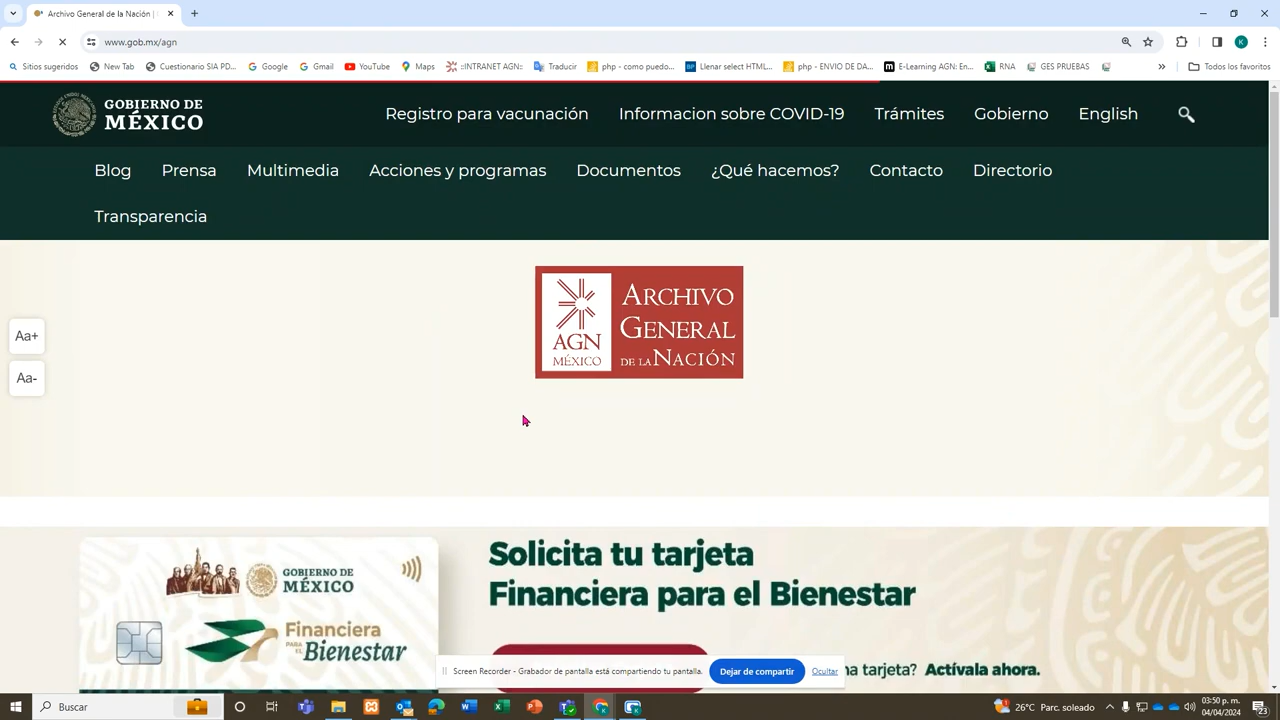 Archivo General de la Nación |
www.gob.mx/agn
Sitios sugeridos
New Tab
Cuestionario SIA PD...
Google
Gmail
YouTube
Maps
::INTRANET AGN:...
Traducir
php - como puedo...
Llenar select HTML...
php - ENVIO DE DA...
E-Learning AGN: En...
RNA
GES PRUEBAS
Todos los favoritos
K
GOBIERNO DE
MÉXICO
Registro para vacunación
Informacion sobre COVID-19
Trámites
Gobierno
English
Blog
Prensa
Multimedia
Acciones y programas
Documentos
¿Qué hacemos?
Contacto
Directorio
Transparencia
Aa+
Aa-
AGN
MÉXICO
ARCHIVO
GENERAL
DE LA NACIÓN
GOBIERNO DE
MÉXICO
Financiera
PARA EL
Bienestar
Solicita tu tarjeta
Financiera para el Bienestar
na tarjeta? Actívala ahora.
Screen Recorder - Grabador de pantalla está compartiendo tu pantalla.
Dejar de compartir
Ocultar
Buscar
26°C Parc. soleado
03:50 p. m.
04/04/2024
23